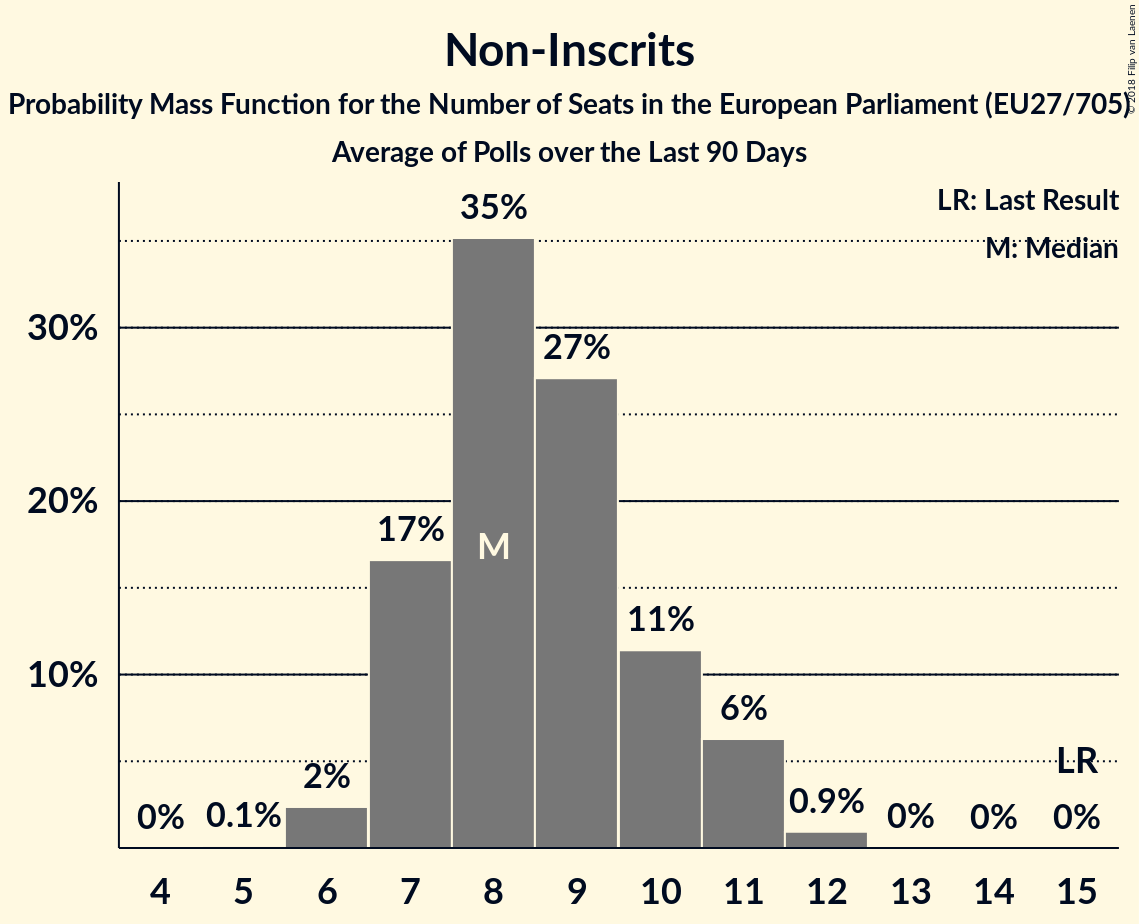 Non-Inscrits
Probability Mass Function for the Number of Seats in the European Parliament (EU27/705)
Average of Polls over the Last 90 Days
© 2018 Filip van Laenen
LR: Last Result
M: Median
35%
30%
27%
20%
17%
M
11%
10%
6%
LR
2%
0%
0.1%
0.9%
0%
0%
0%
4 5 6 7 8 9 10 11 12 13 14 15